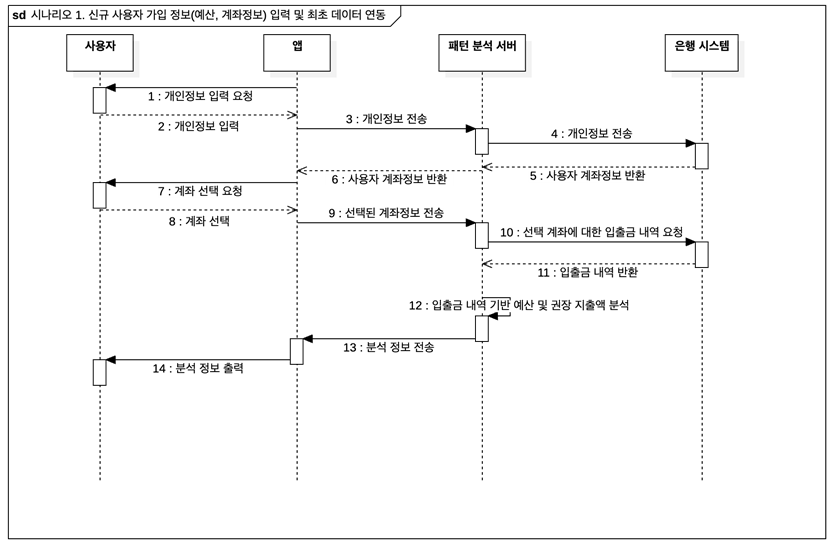 sd 시나리오 1. 신규 사용자 가입 정보(예산, 계좌정보) 입력 및 최초 데이터 연동
사용자
앱
패턴 분석 서버
은행 시스템
1 : 개인정보 입력 요청
2 : 개인정보 입력
3 : 개인정보 전송
4 : 개인정보 전송
5 : 사용자 계좌정보 반환
6 : 사용자 계좌정보 반환
7 : 계좌 선택 요청
8 : 계좌 선택
9 : 선택된 계좌정보 전송
10 : 선택 계좌에 대한 입출금 내역 요청
11 : 입출금 내역 반환
12 : 입출금 내역 기반 예산 및 권장 지출액 분석
13 : 분석 정보 전송
14 : 분석 정보 출력